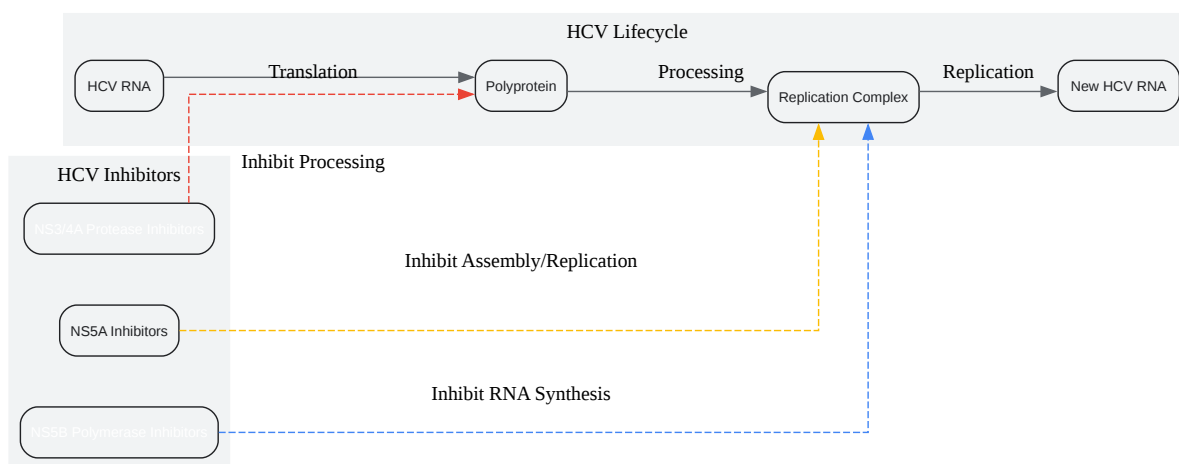 HCV Lifecycle
HCV RNA
Translation
Polyprotein
Processing
Replication Complex
Replication
New HCV RNA
HCV Inhibitors
Inhibit Processing
NS3/4A Protease Inhibitors
Inhibit Assembly/Replication
NS5A Inhibitors
Inhibit RNA Synthesis
NS5B Polymerase Inhibitors